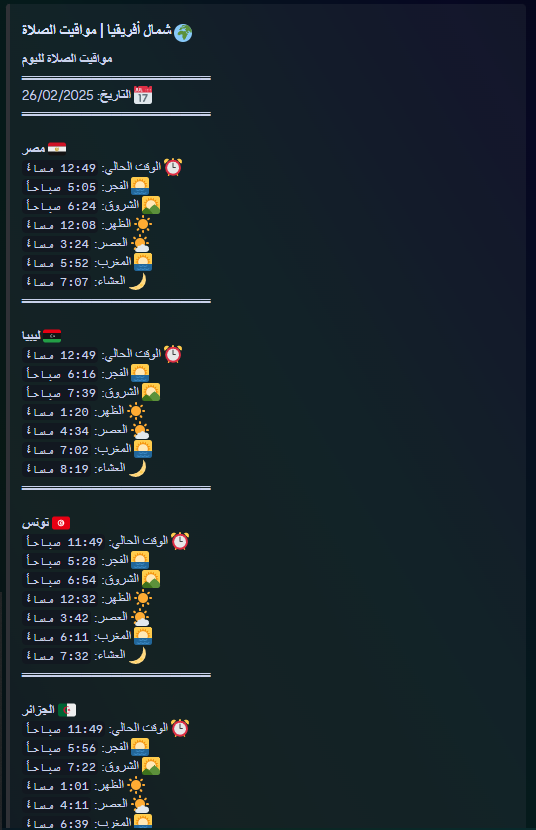 شمال أفريقيا | مواقيت الصلاة
مواقيت الصلاة لليوم
التاريخ: 26/02/2025
مصر
الوقت الحالي: 12:49 مساءً
الفجر: 5:05 صباحاً
الشروق: 6:24 صباحاً
الظهر: 12:08 مساءً
العصر: 3:24 مساءً
المغرب: 5:52 مساءً
العشاء: 7:07 مساءً
ليبيا
الوقت الحالي: 12:49 مساءً
الفجر: 6:16 صباحاً
الشروق: 7:39 صباحاً
الظهر: 1:20 مساءً
العصر: 4:34 مساءً
المغرب: 7:02 مساءً
العشاء: 8:19 مساءً
تونس
الوقت الحالي: 11:49 صباحاً
الفجر: 5:28 صباحاً
الشروق: 6:54 صباحاً
الظهر: 12:32 مساءً
العصر: 3:42 مساءً
المغرب: 6:11 مساءً
العشاء: 7:32 مساءً
الجزائر
الوقت الحالي: 11:49 صباحاً
الفجر: 5:56 صباحاً
الشروق: 7:22 صباحاً
الظهر: 1:01 مساءً
العصر: 4:11 مساءً
المغرب: 6:39 مساءً